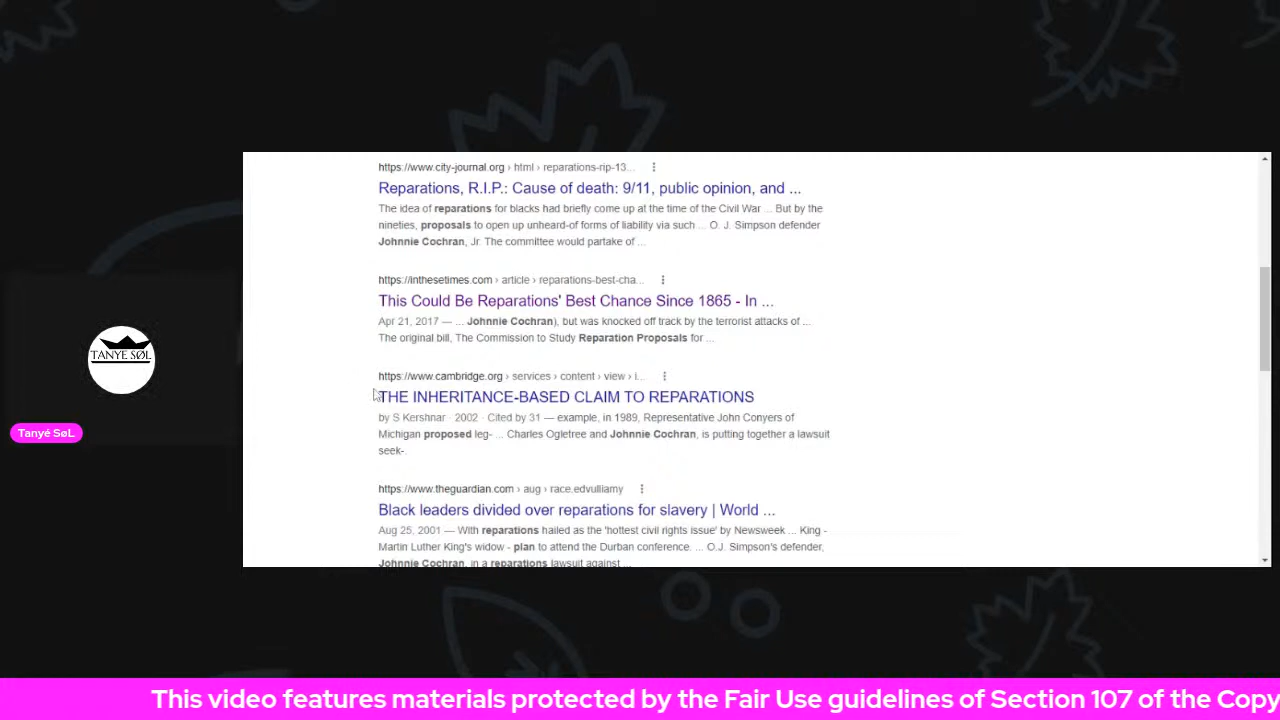 https://www.city-journal.org › html › reparations-rip-13...
Reparations, R.I.P.: Cause of death: 9/11, public opinion, and ...
The idea of reparations for blacks had briefly come up at the time of the Civil War ... But by the
nineties, proposals to open up unheard-of forms of liability via such ... O. J. Simpson defender
Johnnie Cochran, Jr. The committee would partake of ...
https://inthesetimes.com › article › reparations-best-cha...
This Could Be Reparations' Best Chance Since 1865 - In ...
Apr 21, 2017 — ... Johnnie Cochran), but was knocked off track by the terrorist attacks of ...
The original bill, The Commission to Study Reparation Proposals for ...
https://www.cambridge.org › services › content › view › i...
THE INHERITANCE-BASED CLAIM TO REPARATIONS
by S Kershnar · 2002 · Cited by 31 — example, in 1989, Representative John Conyers of
Michigan proposed leg- ... Charles Ogletree and Johnnie Cochran, is putting together a lawsuit
seek-.
https://www.theguardian.com › aug › race.edvulliamy
Black leaders divided over reparations for slavery | World ...
Aug 25, 2001 — With reparations hailed as the 'hottest civil rights issue' by Newsweek ... King -
Martin Luther King's widow - plan to attend the Durban conference. ... O.J. Simpson's defender,
Johnnie Cochran, in a reparations lawsuit against ...
TANYE SØL
Tanyé SøL
This video features materials protected by the Fair Use guidelines of Section 107 of the Copy